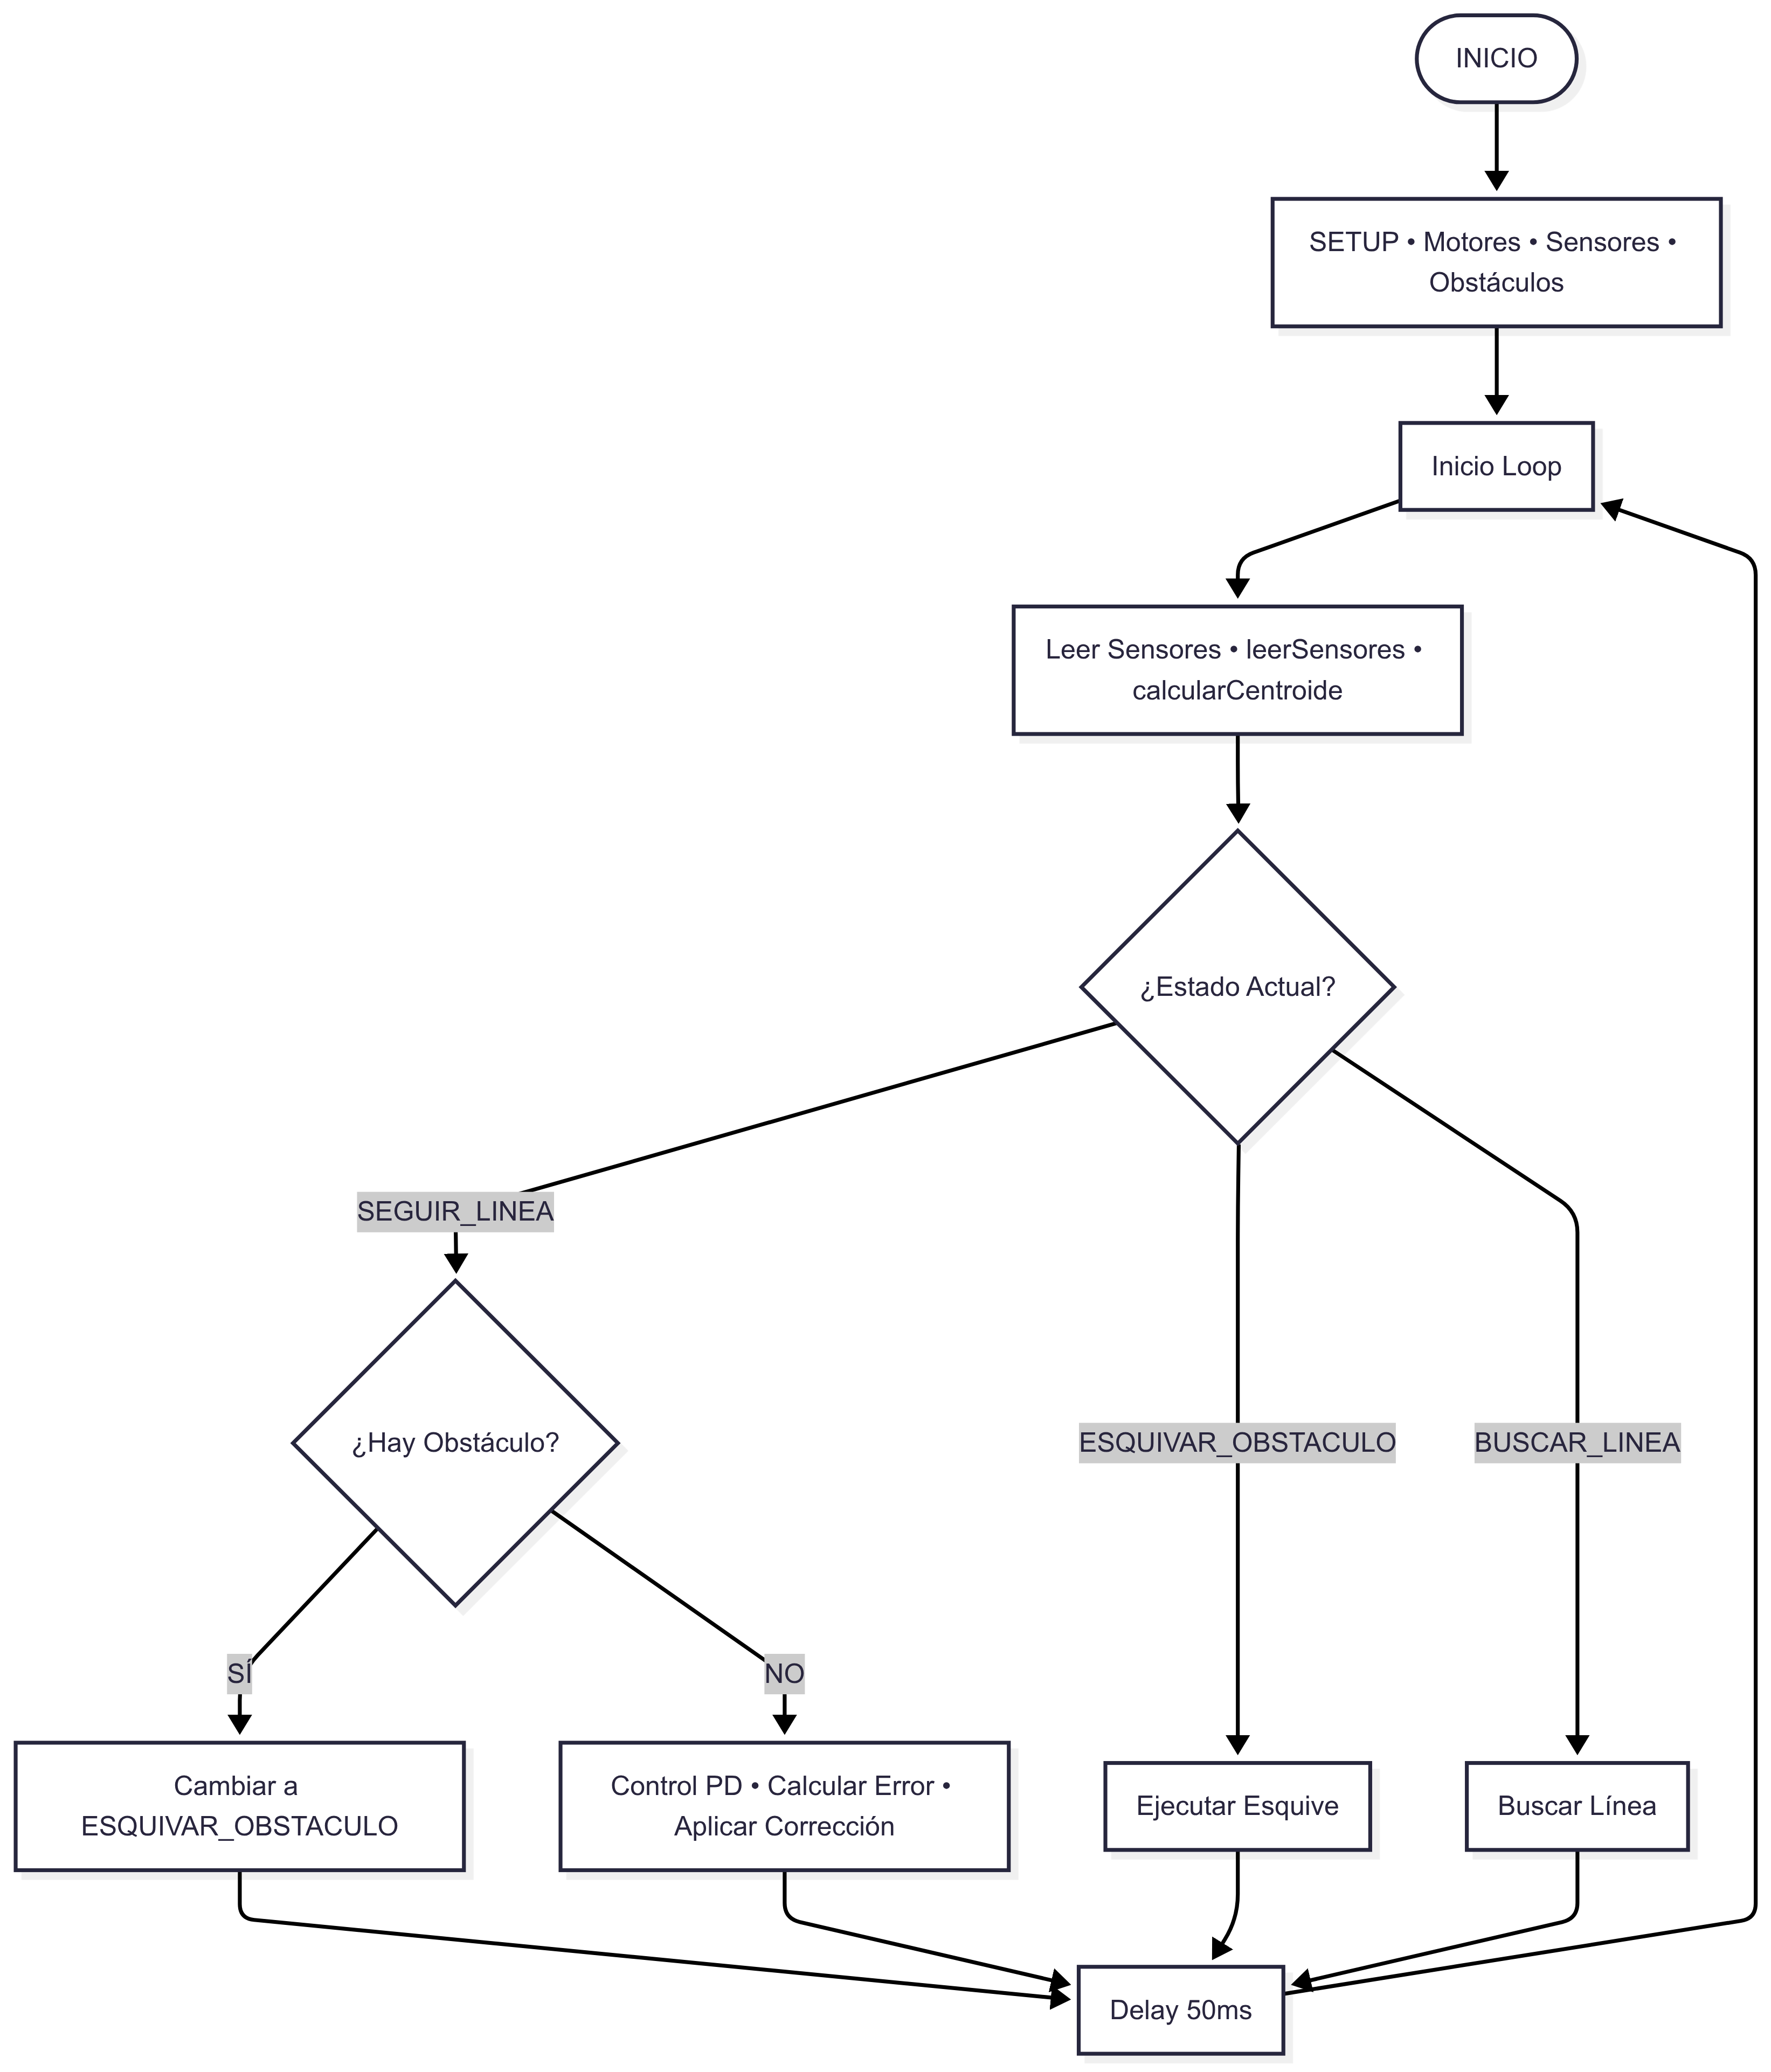 INICIO
SETUP • Motores • Sensores •
Obstáculos
Inicio Loop
Leer Sensores • leerSensores •
calcularCentroide
¿Estado Actual?
SEGUIR_LINEA
¿Hay Obstáculo?
ESQUIVAR_OBSTACULO
BUSCAR_LINEA
SÍ
NO
Cambiar a
ESQUIVAR_OBSTACULO
Control PD • Calcular Error •
Aplicar Corrección
Ejecutar Esquive
Buscar Línea
Delay 50ms